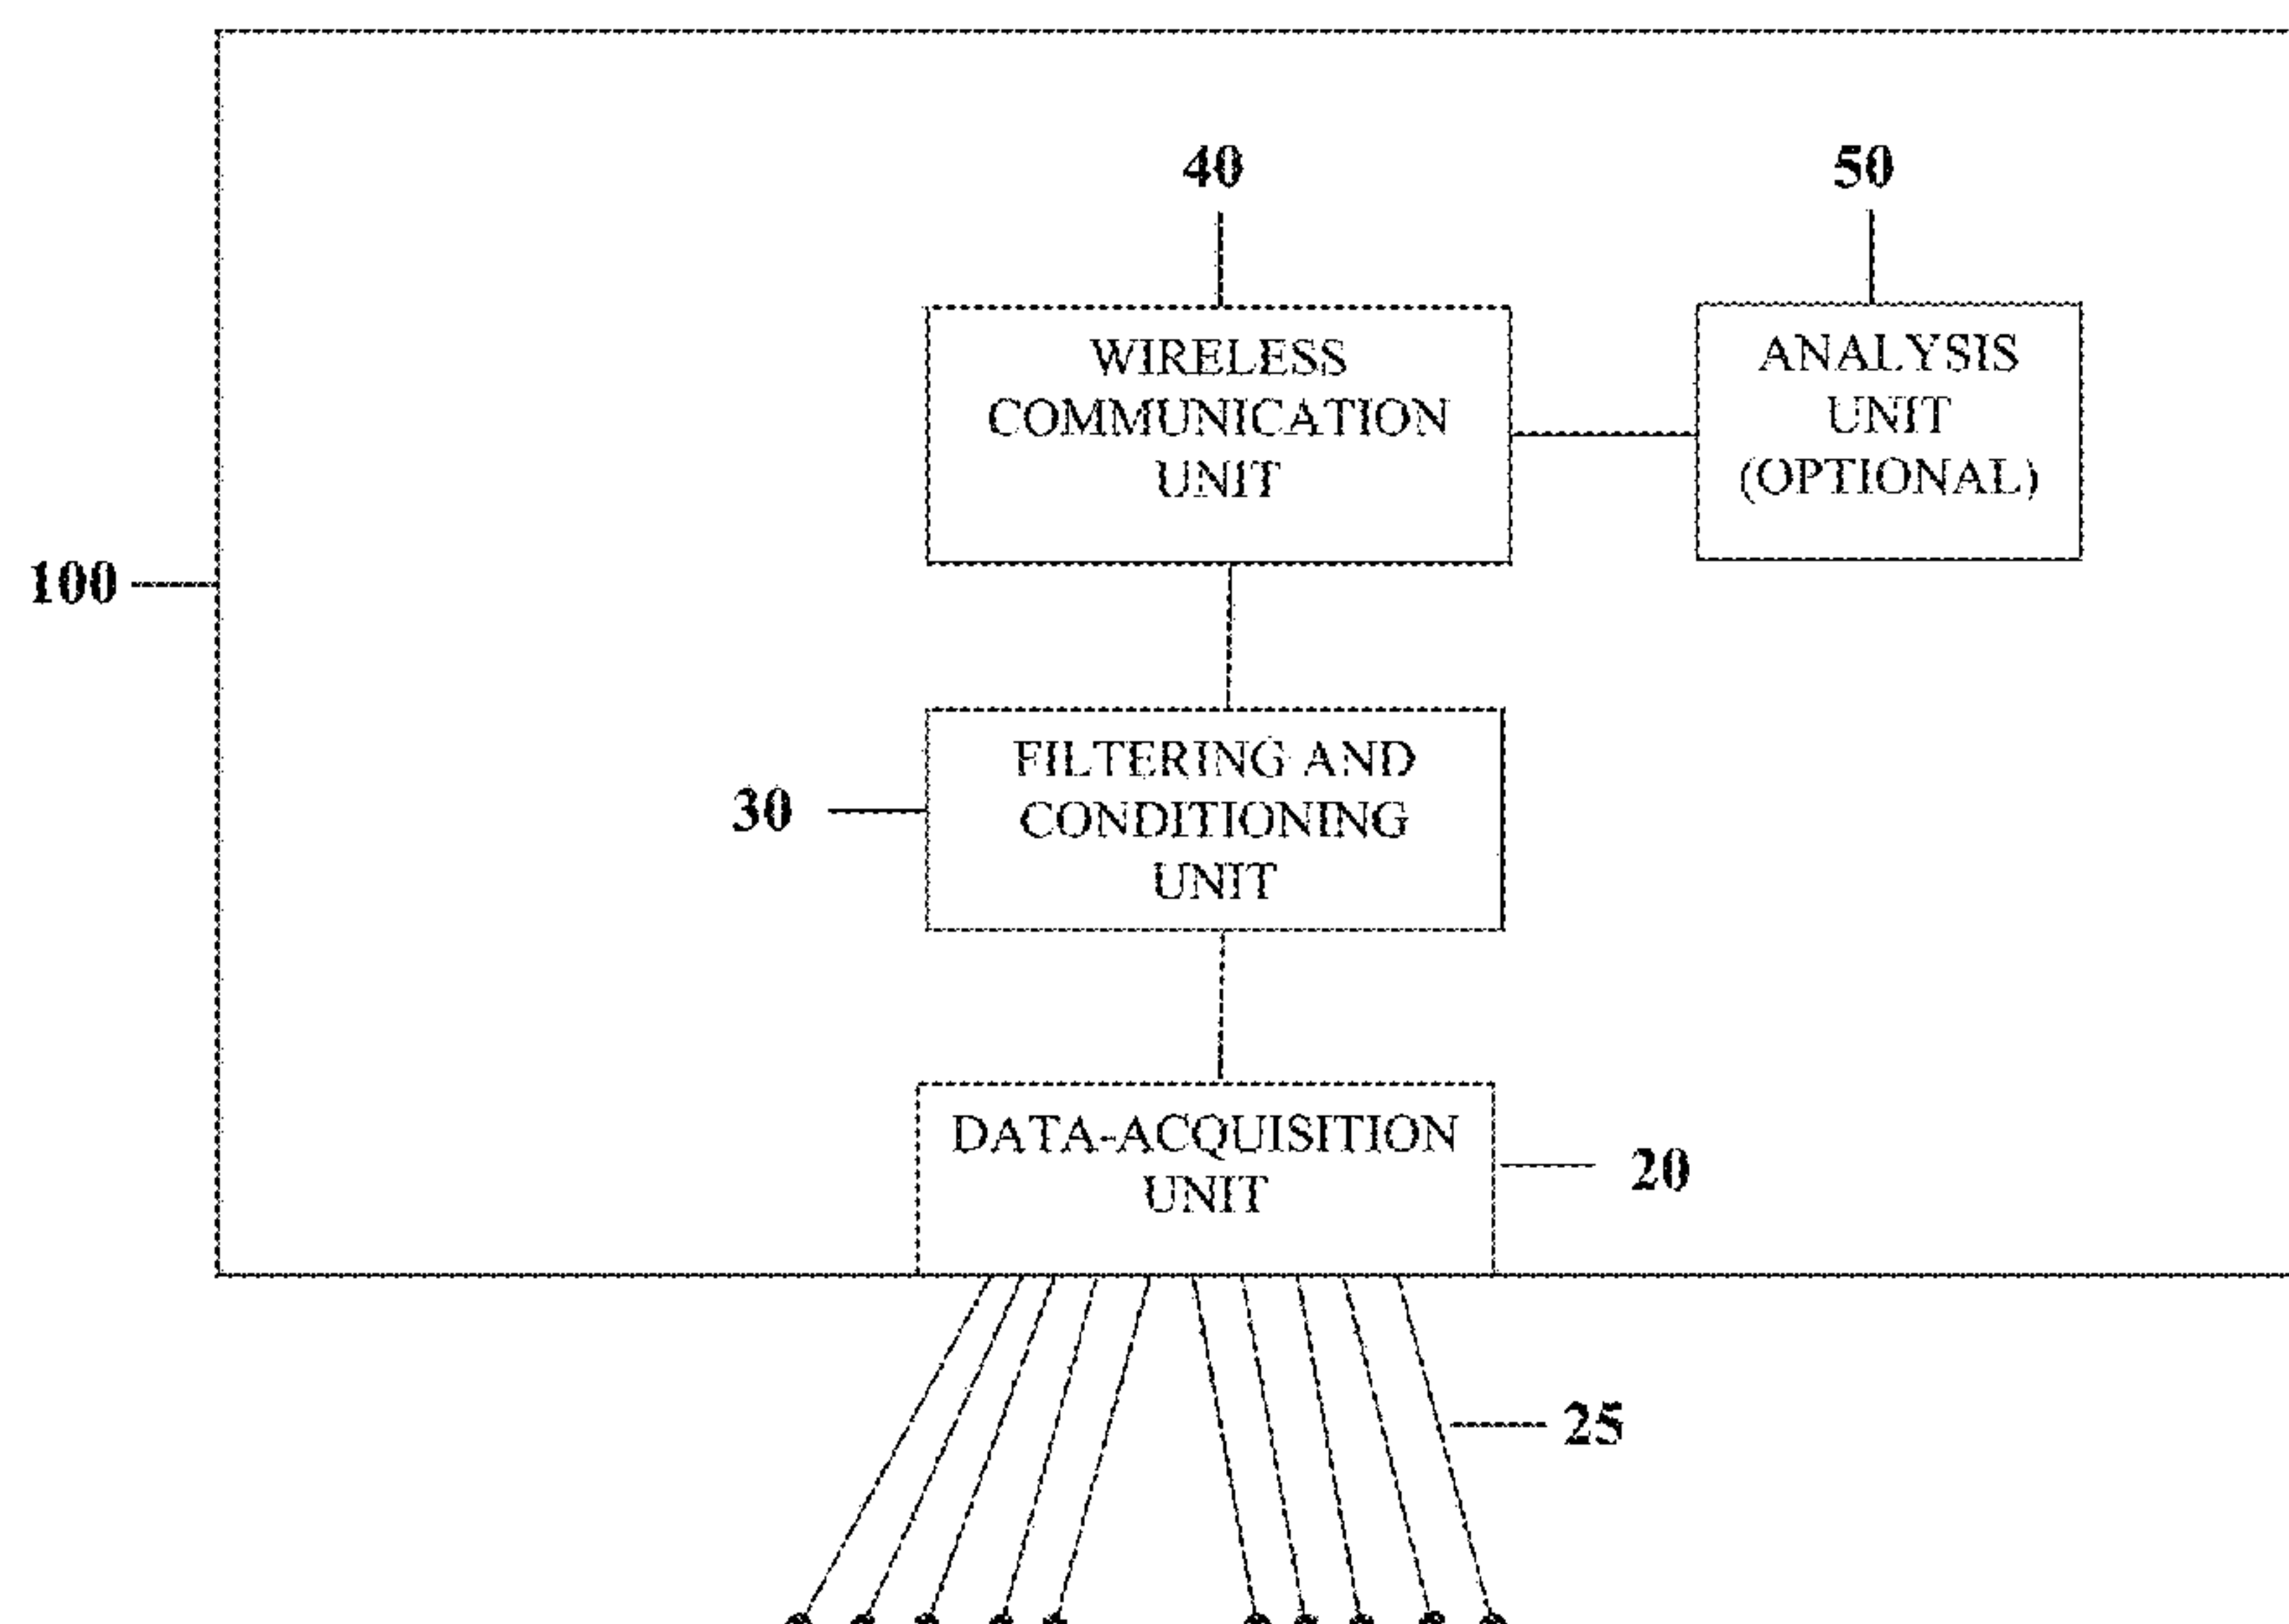 40
50
WIRELESS
COMMUNICATION
UNIT
ANALYSIS
UNIT
(OPTIONAL)
100
FILTERING AND
CONDITIONING
UNIT
30
DATA-ACQUISITION
UNIT
20
25